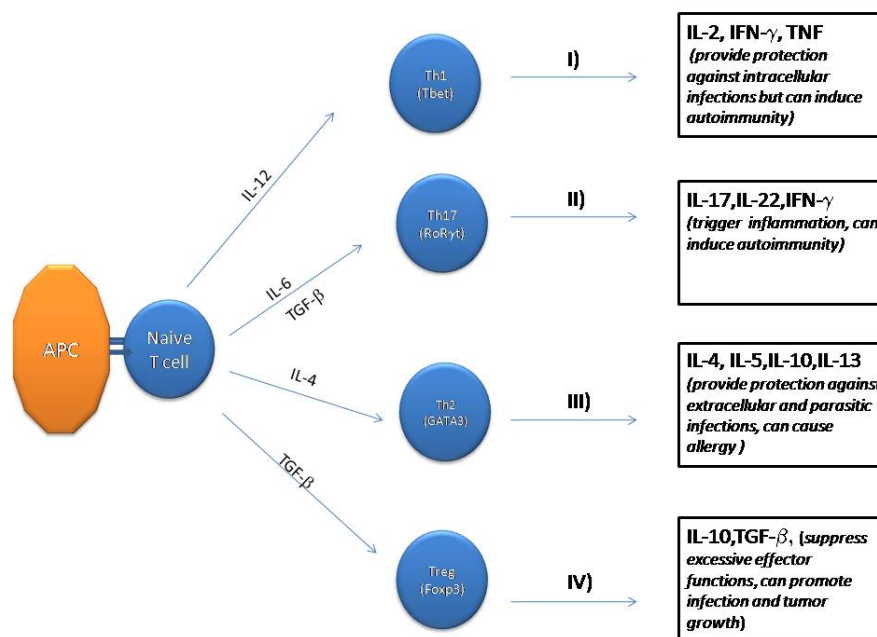 APC
Naive
T cell
IL-12
IL-6
TGF-β
IL-4
TGF-β
Th1
(Tbet)
I)
IL-2, IFN-γ, TNF
(provide protection
against intracellular
infections but can induce
autoimmunity)
Th17
(RoRγt)
II)
IL-17,IL-22,IFN-γ
(trigger inflammation, can
induce autoimmunity)
Th2
(GATA3)
III)
IL-4, IL-5,IL-10,IL-13
(provide protection against
extracellular and parasitic
infections, can cause
allergy )
Treg
(Foxp3)
IV)
IL-10,TGF-β, (suppress
excessive effector
functions, can promote
infection and tumor
growth)